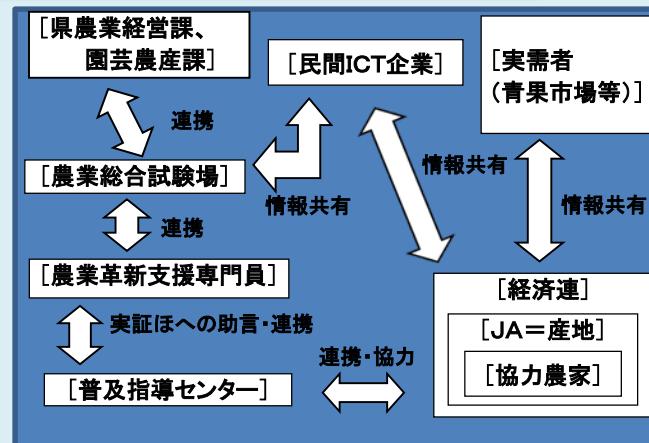 [県農業経営課、
園芸農産課]
[民間ICT企業]
[実需者
(青果市場等)]
連携
情報共有
[農業総合試験場]
情報共有
情報共有
連携
[農業革新支援専門員]
[経済連]
実証ほへの助言・連携
[JA=産地]
連携・協力
[協力農家]
[普及指導センター]